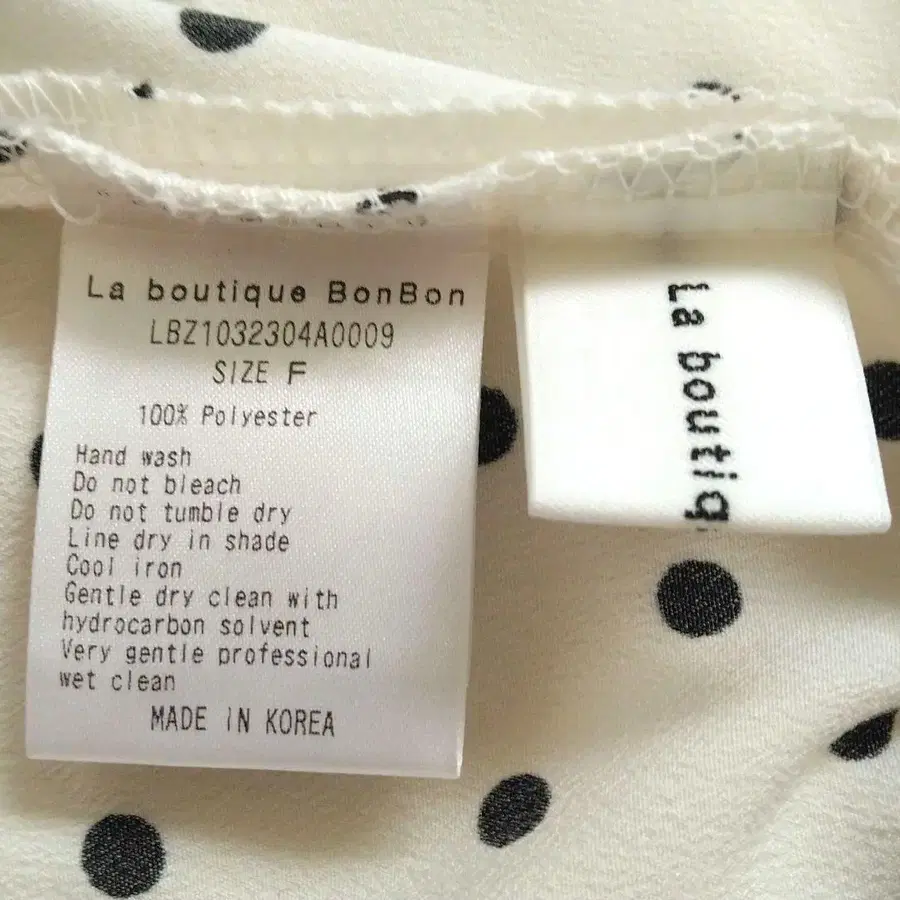 La boutique BonBon
LBZ1032304A0009
SIZE F
100% Polyester
Hand wash
Do not bleach
Do not tumble dry
Line dry in shade
Cool iron
Gentle dry clean with
hydrocarbon solvent
Very gentle professional
wet clean
MADE IN KOREA
La boutiq